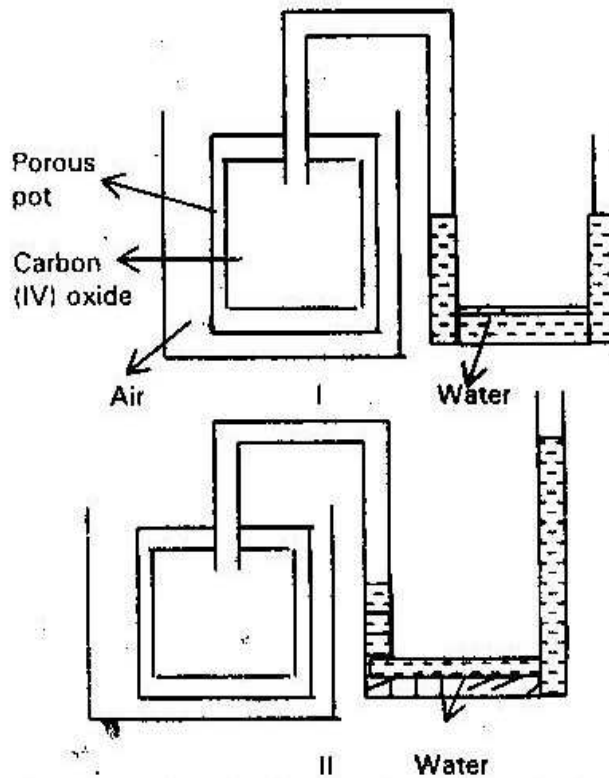 Porous
pot
Carbon
(IV) oxide
Air
I
Water
II
Water